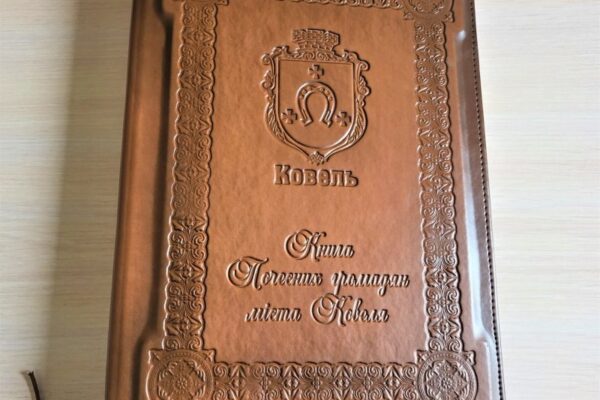 Ковель
Книга
Почесних громадян
міста Ковеля